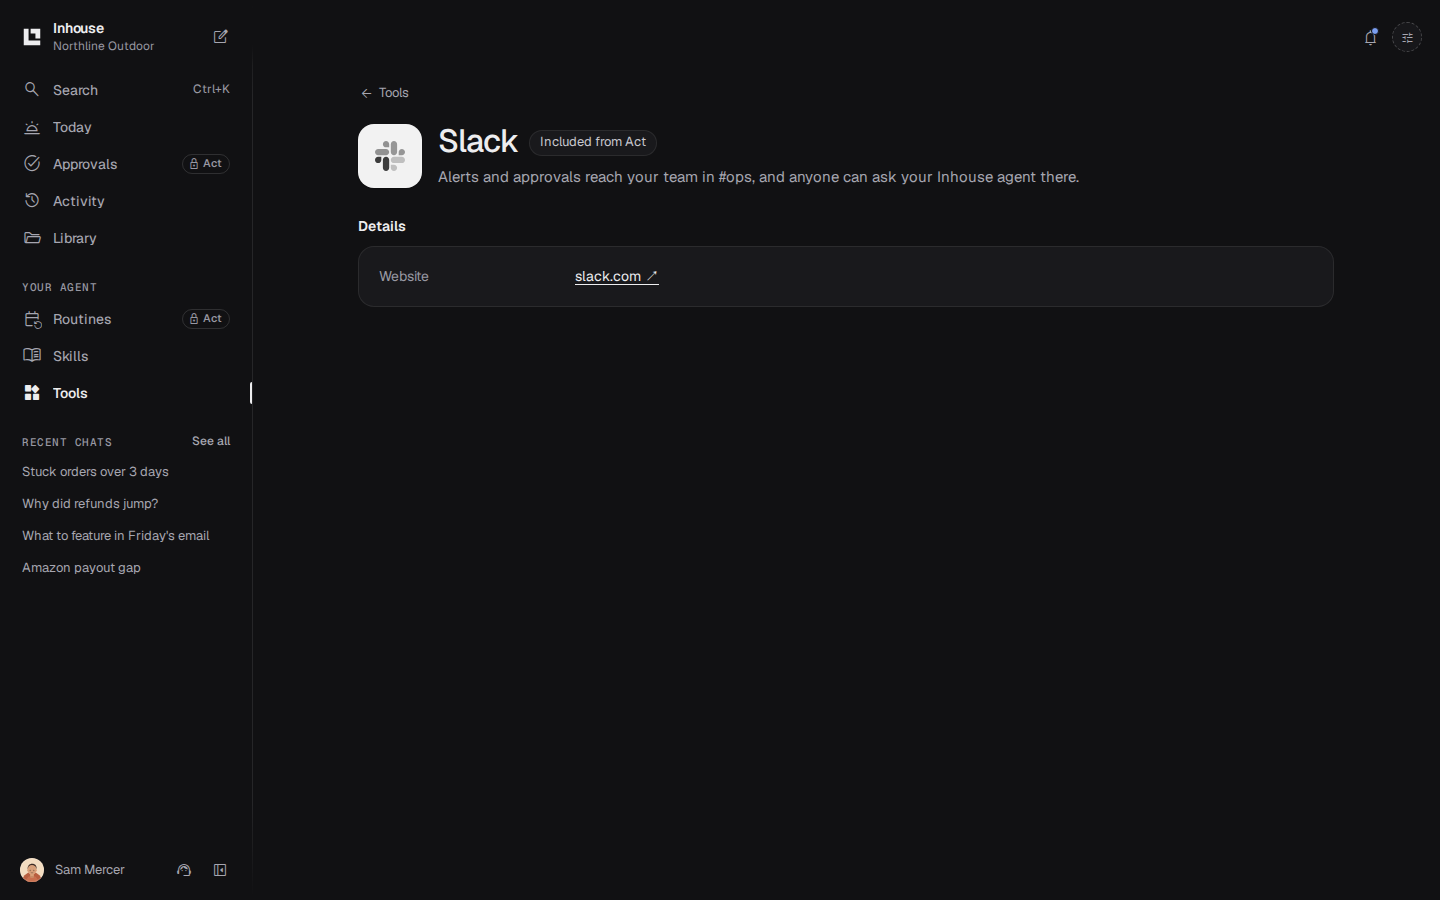 Inhouse
Northline Outdoor
Search Ctrl+K
Today
Approvals Act
Activity
Library
YOUR AGENT
Routines Act
Skills
Tools
RECENT CHATS See all
Stuck orders over 3 days
Why did refunds jump?
What to feature in Friday's email
Amazon payout gap
Sam Mercer
← Tools
Slack Included from Act
Alerts and approvals reach your team in #ops, and anyone can ask your Inhouse agent there.
Details
Website slack.com ↗